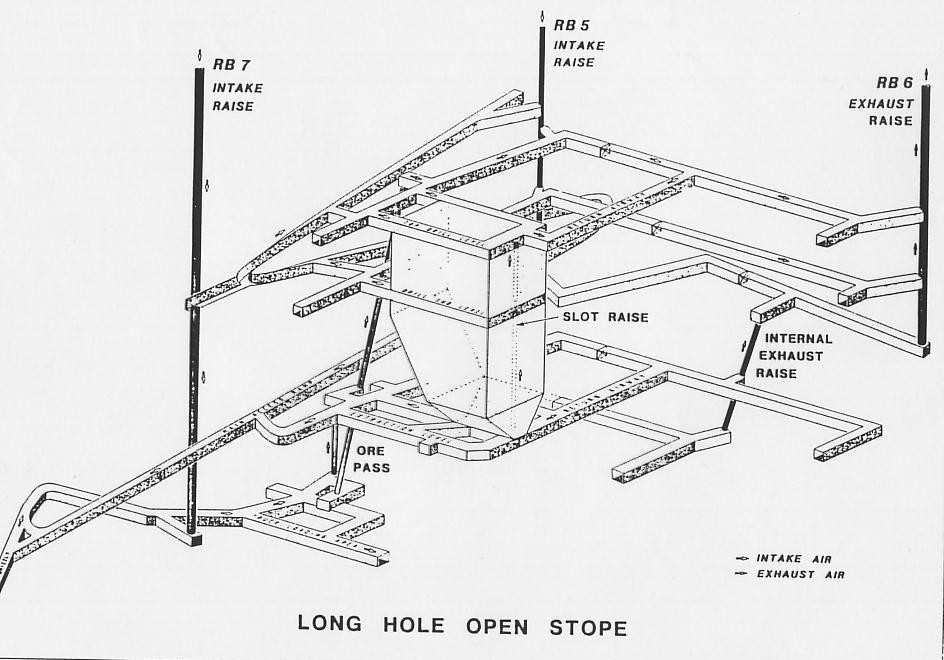 RB 5
INTAKE
RAISE
RB 7
INTAKE
RAISE
RB 6
EXHAUST
RAISE
SLOT RAISE
INTERNAL
EXHAUST
RAISE
ORE
PASS
INTAKE AIR
EXHAUST AIR
LONG HOLE OPEN STOPE